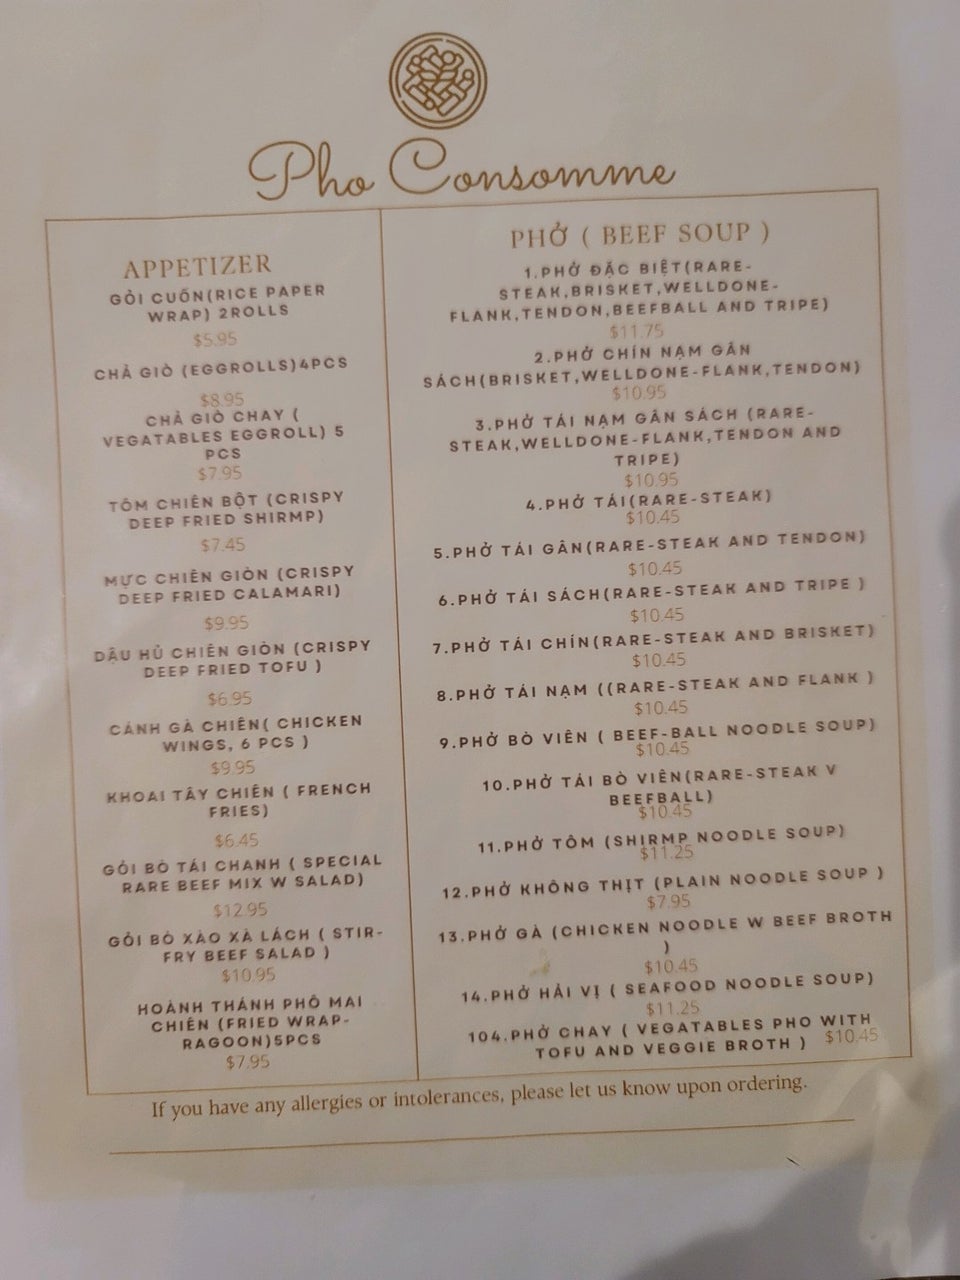 Pho Consomme
APPETIZER
GỎI CUỐN(RICE PAPER
WRAP) 2ROLLS
$5.95
CHẢ GIÒ (EGGROLLS)4PCS
$8.95
CHẢ GIÒ CHAY (
VEGATABLES EGGROLL) 5
PCS
$7.95
TÔM CHIÊN BỘT (CRISPY
DEEP FRIED SHIRMP)
$7.45
MỰC CHIÊN GIÒN (CRISPY
DEEP FRIED CALAMARI)
$9.95
DẬU HỦ CHIÊN GIÒN (CRISPY
DEEP FRIED TOFU )
$6.95
CÁNH GÀ CHIÊN( CHICKEN
WINGS, 6 PCS )
$9.95
KHOAI TÂY CHIÊN ( FRENCH
FRIES)
$6.45
GỎI BÒ TÁI CHANH ( SPECIAL
RARE BEEF MIX W SALAD)
$12.95
GỎI BÒ XÀO XÀ LÁCH ( STIR-
FRY BEEF SALAD )
$10.95
HOÀNH THÁNH PHÔ MAI
CHIÊN (FRIED WRAP-
RAGOON)5PCS
$7.95
PHỞ ( BEEF SOUP )
1.PHỞ ĐẶC BIỆT(RARE-
STEAK,BRISKET,WELLDONE-
FLANK,TENDON,BEEFBALL AND TRIPE)
$11.75
2.PHỞ CHÍN NẠM GÂN
SÁCH(BRISKET,WELLDONE-FLANK,TENDON)
$10.95
3.PHỞ TÁI NẠM GÂN SÁCH (RARE-
STEAK,WELLDONE-FLANK,TENDON AND
TRIPE)
$10.95
4.PHỞ TÁI(RARE-STEAK)
$10.45
5.PHỞ TÁI GÂN(RARE-STEAK AND TENDON)
$10.45
6.PHỞ TÁI SÁCH(RARE-STEAK AND TRIPE )
$10.45
7.PHỞ TÁI CHÍN(RARE-STEAK AND BRISKET)
$10.45
8.PHỞ TÁI NẠM ((RARE-STEAK AND FLANK )
$10.45
9.PHỞ BÒ VIÊN ( BEEF-BALL NOODLE SOUP)
$10.45
10.PHỞ TÁI BÒ VIÊN(RARE-STEAK V
BEEFBALL)
$10.45
11.PHỞ TÔM (SHIRMP NOODLE SOUP)
$11.25
12.PHỞ KHÔNG THỊT (PLAIN NOODLE SOUP )
$7.95
13.PHỞ GÀ (CHICKEN NOODLE W BEEF BROTH
)
$10.45
14.PHỞ HẢI VỊ ( SEAFOOD NOODLE SOUP)
$11.25
104.PHỞ CHAY ( VEGATABLES PHO WITH
TOFU AND VEGGIE BROTH ) $10.45
If you have any allergies or intolerances, please let us know upon ordering.